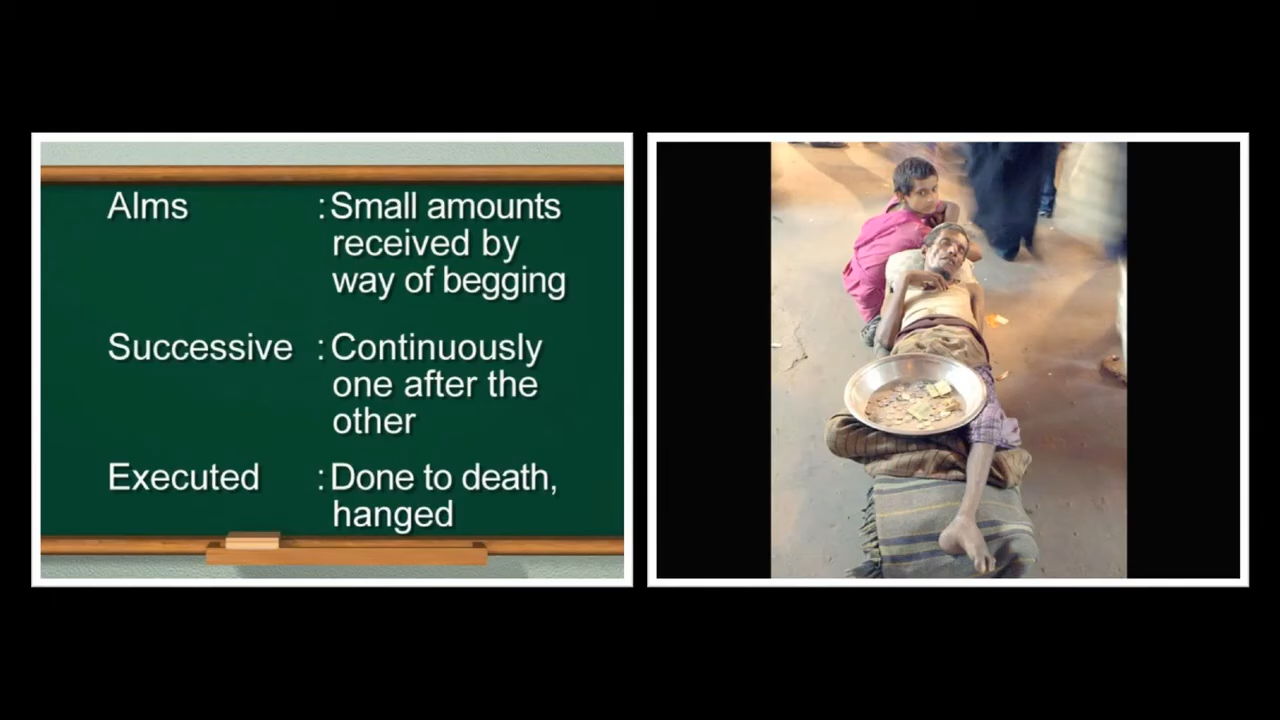 Alms : Small amounts
received by
way of begging
Successive : Continuously
one after the
other
Executed : Done to death,
hanged